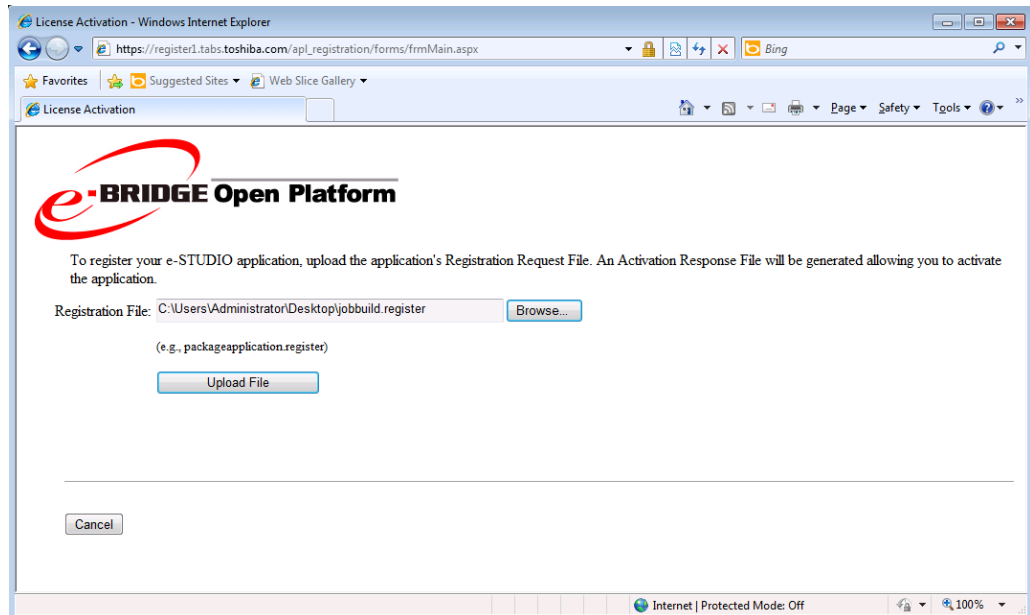 License Activation - Windows Internet Explorer
https://register1.tabs.toshiba.com/apl_registration/forms/frmMain.aspx
Bing
Favorites
Suggested Sites
Web Slice Gallery
License Activation
Page
Safety
Tools
»
e-BRIDGE Open Platform
To register your e-STUDIO application, upload the application's Registration Request File. An Activation Response File will be generated allowing you to activate
the application.
Registration File: C:\Users\Administrator\Desktop\jobbuild.register Browse...
(e.g., packageapplication.register)
Upload File
Cancel
Internet | Protected Mode: Off
100%